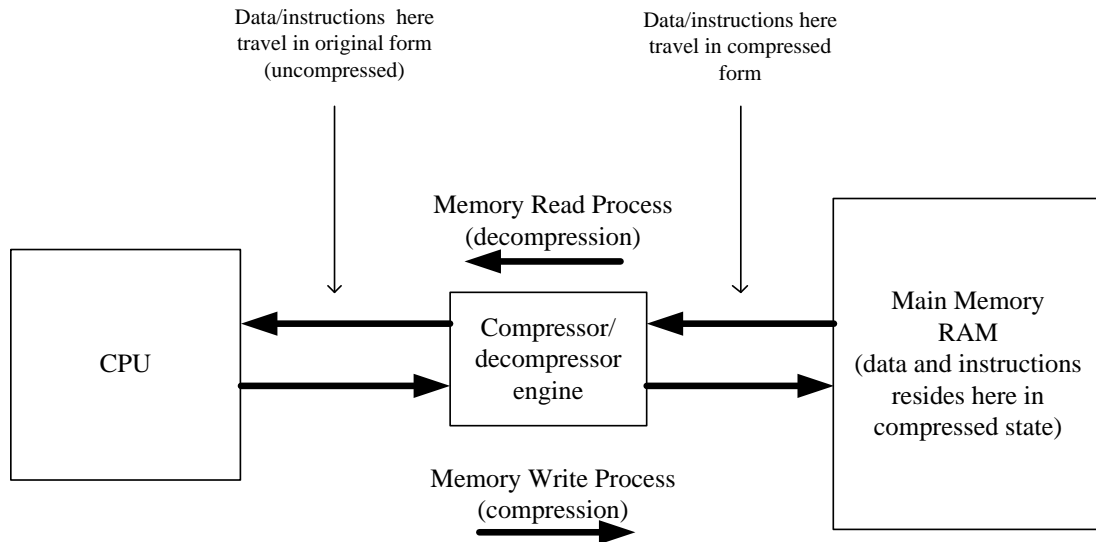 Data/instructions  here
travel in original form
(uncompressed)
Data/instructions here
travel in compressed
form
Memory Read Process
(decompression)
CPU
Compressor/
decompressor
engine
Main Memory
RAM
(data and instructions
resides here in
compressed state)
Memory Write Process
(compression)